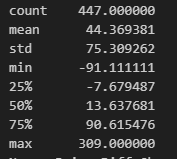 count 447.000000
mean 44.369381
std 75.309262
min -91.111111
25% -7.679487
50% 13.637681
75% 90.615476
max 309.000000